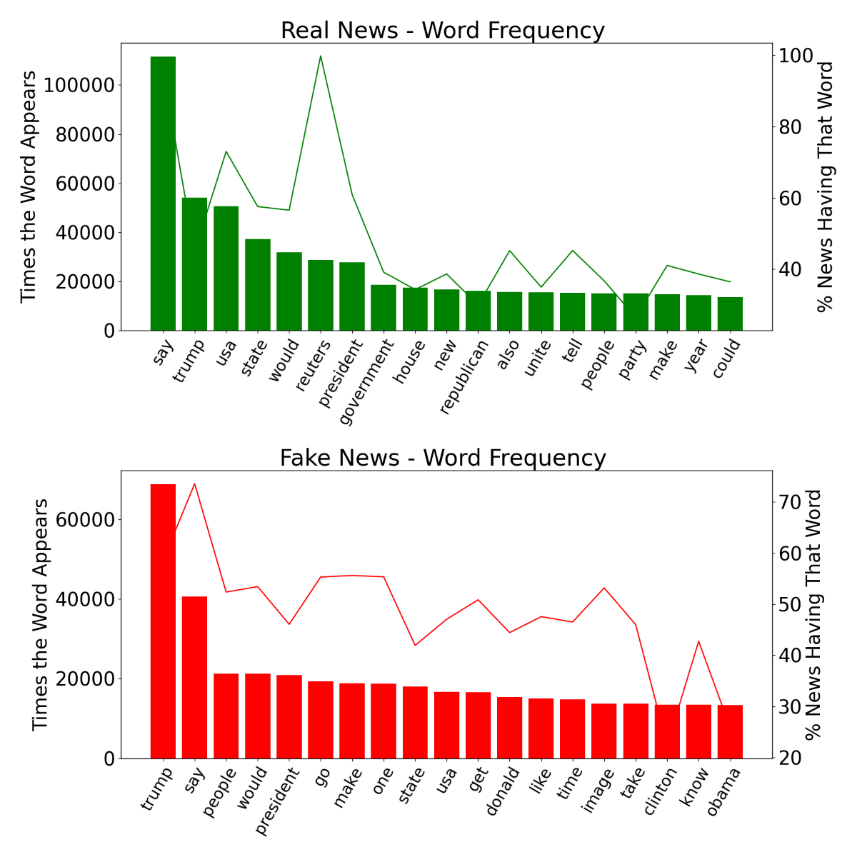 Real News - Word Frequency
Times the Word Appears
100000
80000
60000
40000
20000
0
100
80
60
40
% News Having That Word
say
trump
usa
state
would
reuters
president
government
house
new
republican
also
unite
tell
people
party
make
year
could
Fake News - Word Frequency
Times the Word Appears
60000
40000
20000
0
70
60
50
40
30
20
% News Having That Word
trump
say
people
would
president
go
make
one
state
usa
get
donald
like
time
image
take
clinton
know
obama